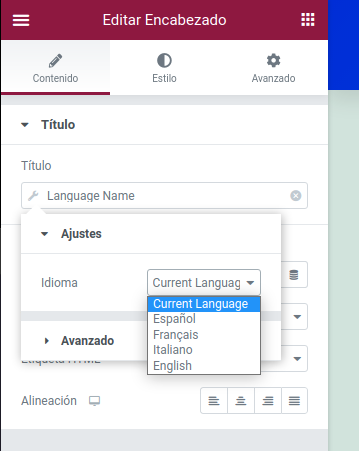 Editar Encabezado
Contenido
Estilo
Avanzado
Título
Título
Language Name
Ajustes
Idioma
Current Languag
Current Language
Español
Français
Italiano
English
Avanzado
Etiqueta HTML
Alineación